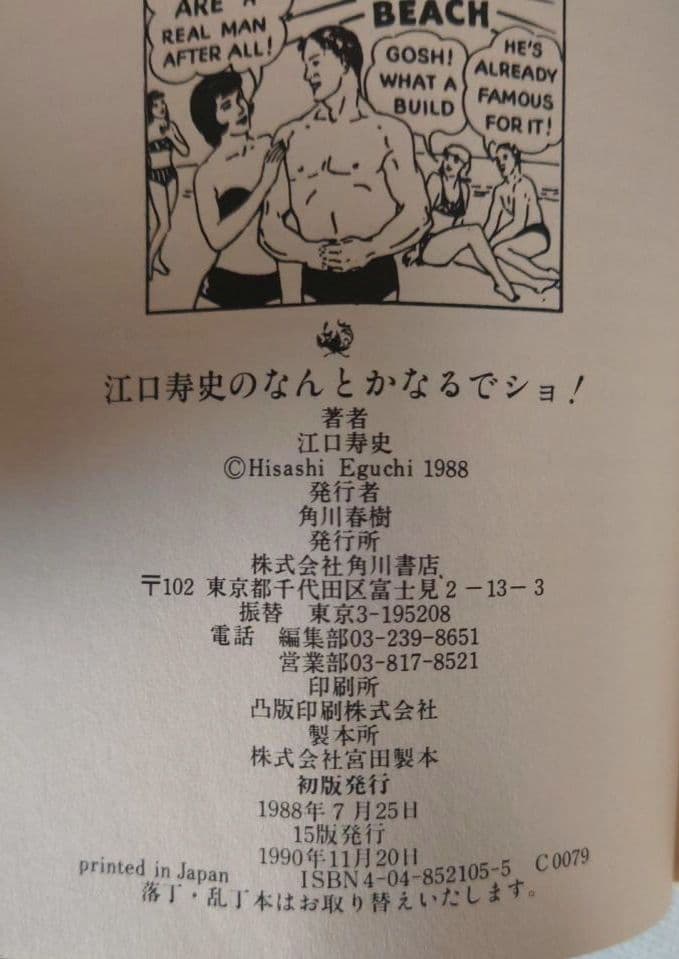 ARE A
REAL MAN
AFTER ALL!
BEACH
GOSH!
WHAT A
BUILD
HE'S
ALREADY
FAMOUS
FOR IT!
江口寿史のなんとかなるでショ!
著者
江口寿史
©Hisashi Eguchi 1988
発行者
角川春樹
発行所
株式会社角川書店
〒102 東京都千代田区富士見2-13-3
振替 東京3-195208
電話 編集部03-239-8651
営業部03-817-8521
印刷所
凸版印刷株式会社
製本所
株式会社宮田製本
初版発行
1988年7月25日
15版発行
1990年11月20日
printed in Japan ISBN4-04-852105-5 C0079
落丁・乱丁本はお取り替えいたします。